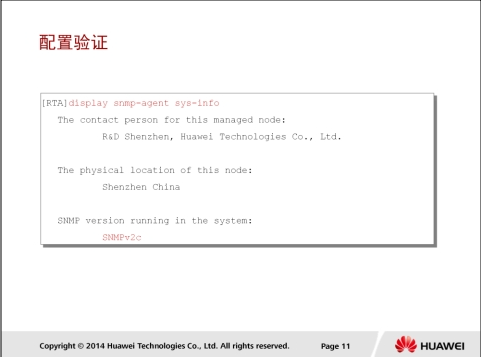 配置验证
[RTA]display snmp-agent sys-info
The contact person for this managed node:
R&D Shenzhen, Huawei Technologies Co., Ltd.
The physical location of this node:
Shenzhen China
SNMP version running in the system:
SNMPv2c
Copyright © 2014 Huawei Technologies Co., Ltd. All rights reserved.
Page 11
HUAWEI